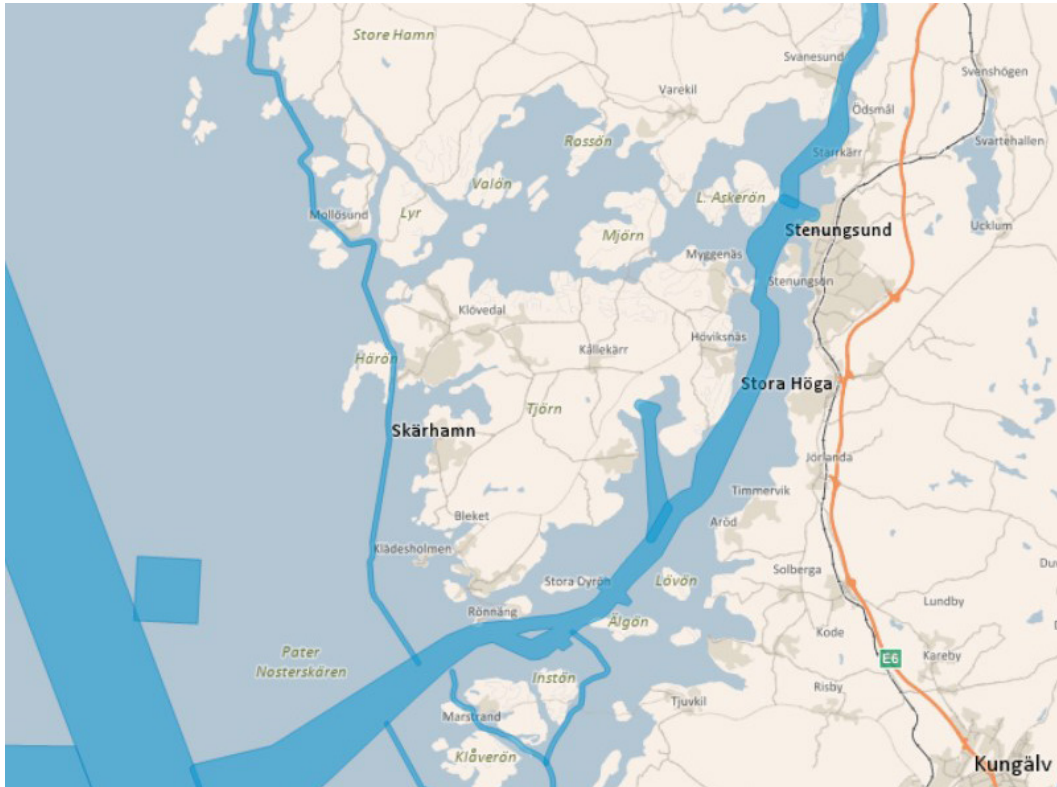 Store Hamn
Svanesund
Svenshögen
Varekil
Ödsmål
Rossön
Svartehallen
Starrkärr
Valön
L. Askerön
Mollösund
Lyr
Mjörn
Stenungsund
Ucklum
Myggenäs
Stenungsön
Klövedal
Höviksnäs
Kållekärr
Härön
Stora Höga
Tjörn
Skärhamn
Jörlanda
Timmervik
Bleket
Aröd
Klädesholmen
Solberga
Stora Dyrön
Lövön
Lundby
Rönnäng
Älgön
Kode
Pater
Nosterskären
E6
Kareby
Instön
Risby
Tjuvkil
Marstrand
Klåverön
Kungälv